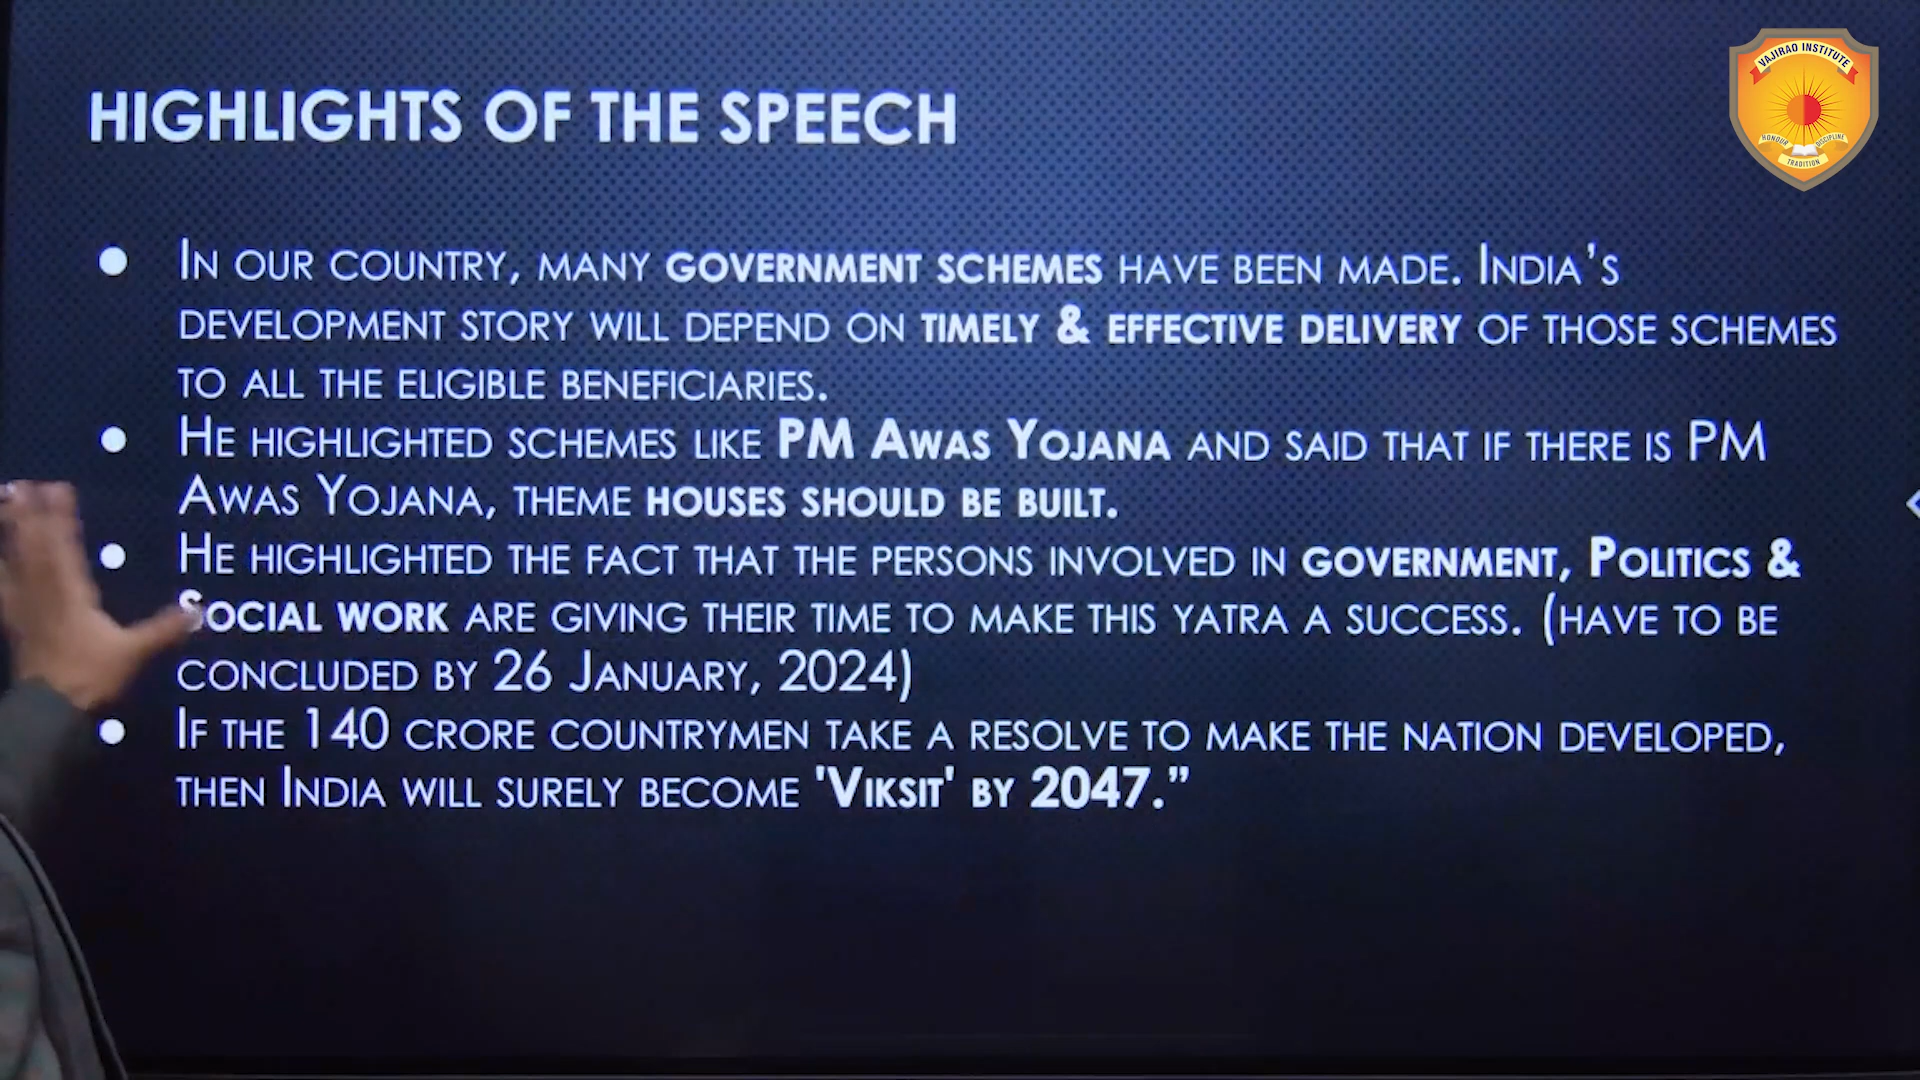 VAJIRAO INSTITUTE
HONOUR DISCIPLINE
TRADITION
HIGHLIGHTS OF THE SPEECH
● IN OUR COUNTRY, MANY GOVERNMENT SCHEMES HAVE BEEN MADE. INDIA’S
DEVELOPMENT STORY WILL DEPEND ON TIMELY & EFFECTIVE DELIVERY OF THOSE SCHEMES
TO ALL THE ELIGIBLE BENEFICIARIES.
● HE HIGHLIGHTED SCHEMES LIKE PM AWAS YOJANA AND SAID THAT IF THERE IS PM
AWAS YOJANA, THEME HOUSES SHOULD BE BUILT.
● HE HIGHLIGHTED THE FACT THAT THE PERSONS INVOLVED IN GOVERNMENT, POLITICS &
SOCIAL WORK ARE GIVING THEIR TIME TO MAKE THIS YATRA A SUCCESS. (HAVE TO BE
CONCLUDED BY 26 JANUARY, 2024)
● IF THE 140 CRORE COUNTRYMEN TAKE A RESOLVE TO MAKE THE NATION DEVELOPED,
THEN INDIA WILL SURELY BECOME 'VIKSIT' BY 2047.”